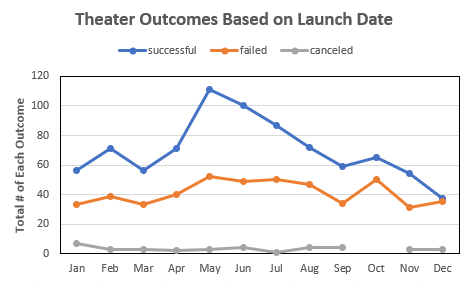 Theater Outcomes Based on Launch Date
successful failed canceled
Total # of Each Outcome
120
100
80
60
40
20
0
Jan Feb Mar Apr May Jun Jul Aug Sep Oct Nov Dec